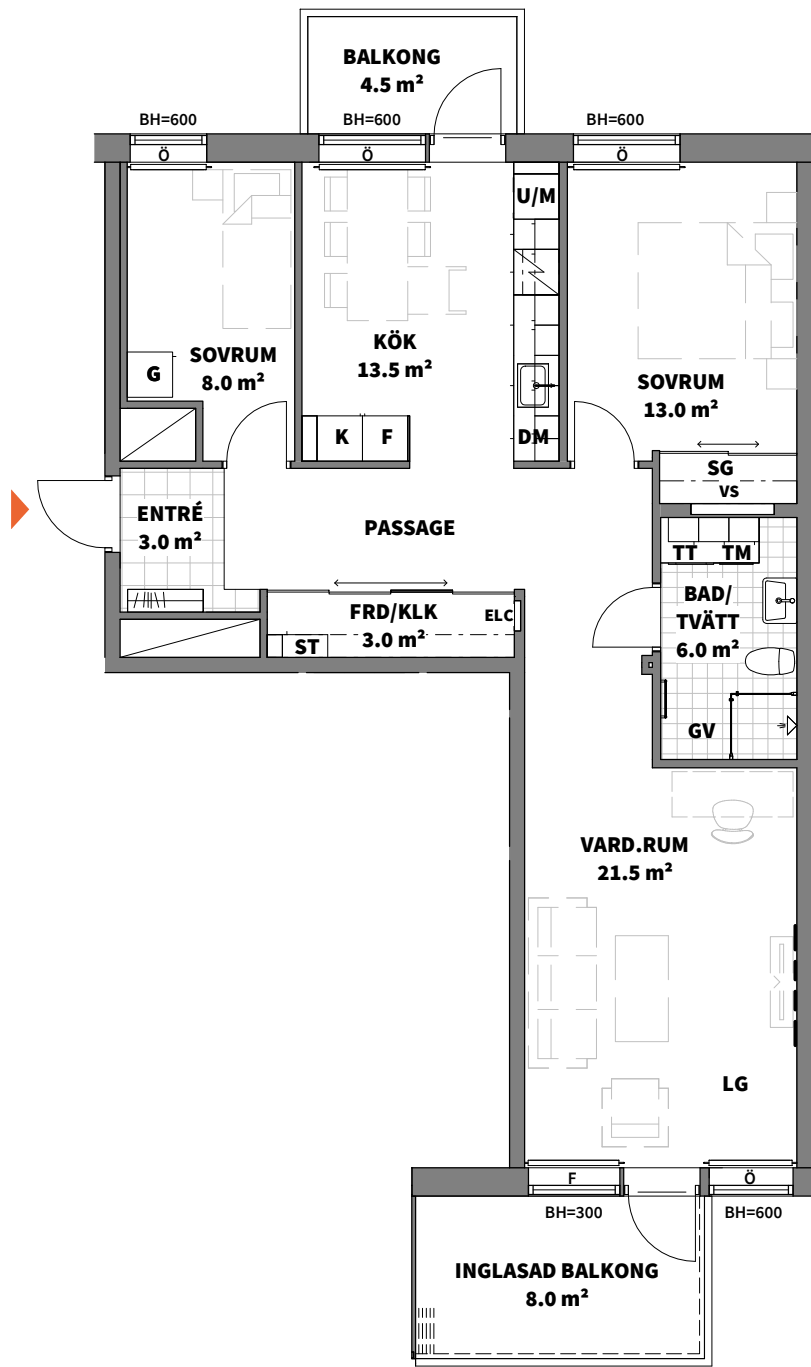 BALKONG
4.5 m²
BH=600
BH=600
BH=600
Ö
Ö
Ö
U/M
KÖK
13.5 m²
SOVRUM
8.0 m²
G
SOVRUM
13.0 m²
K
F
DM
SG
VS
ENTRÉ
3.0 m²
PASSAGE
TT
TM
BAD/
TVÄTT
6.0 m²
FRD/KLK
3.0 m²
ELC
ST
GV
VARD.RUM
21.5 m²
LG
F
Ö
BH=300
BH=600
INGLASAD BALKONG
8.0 m²